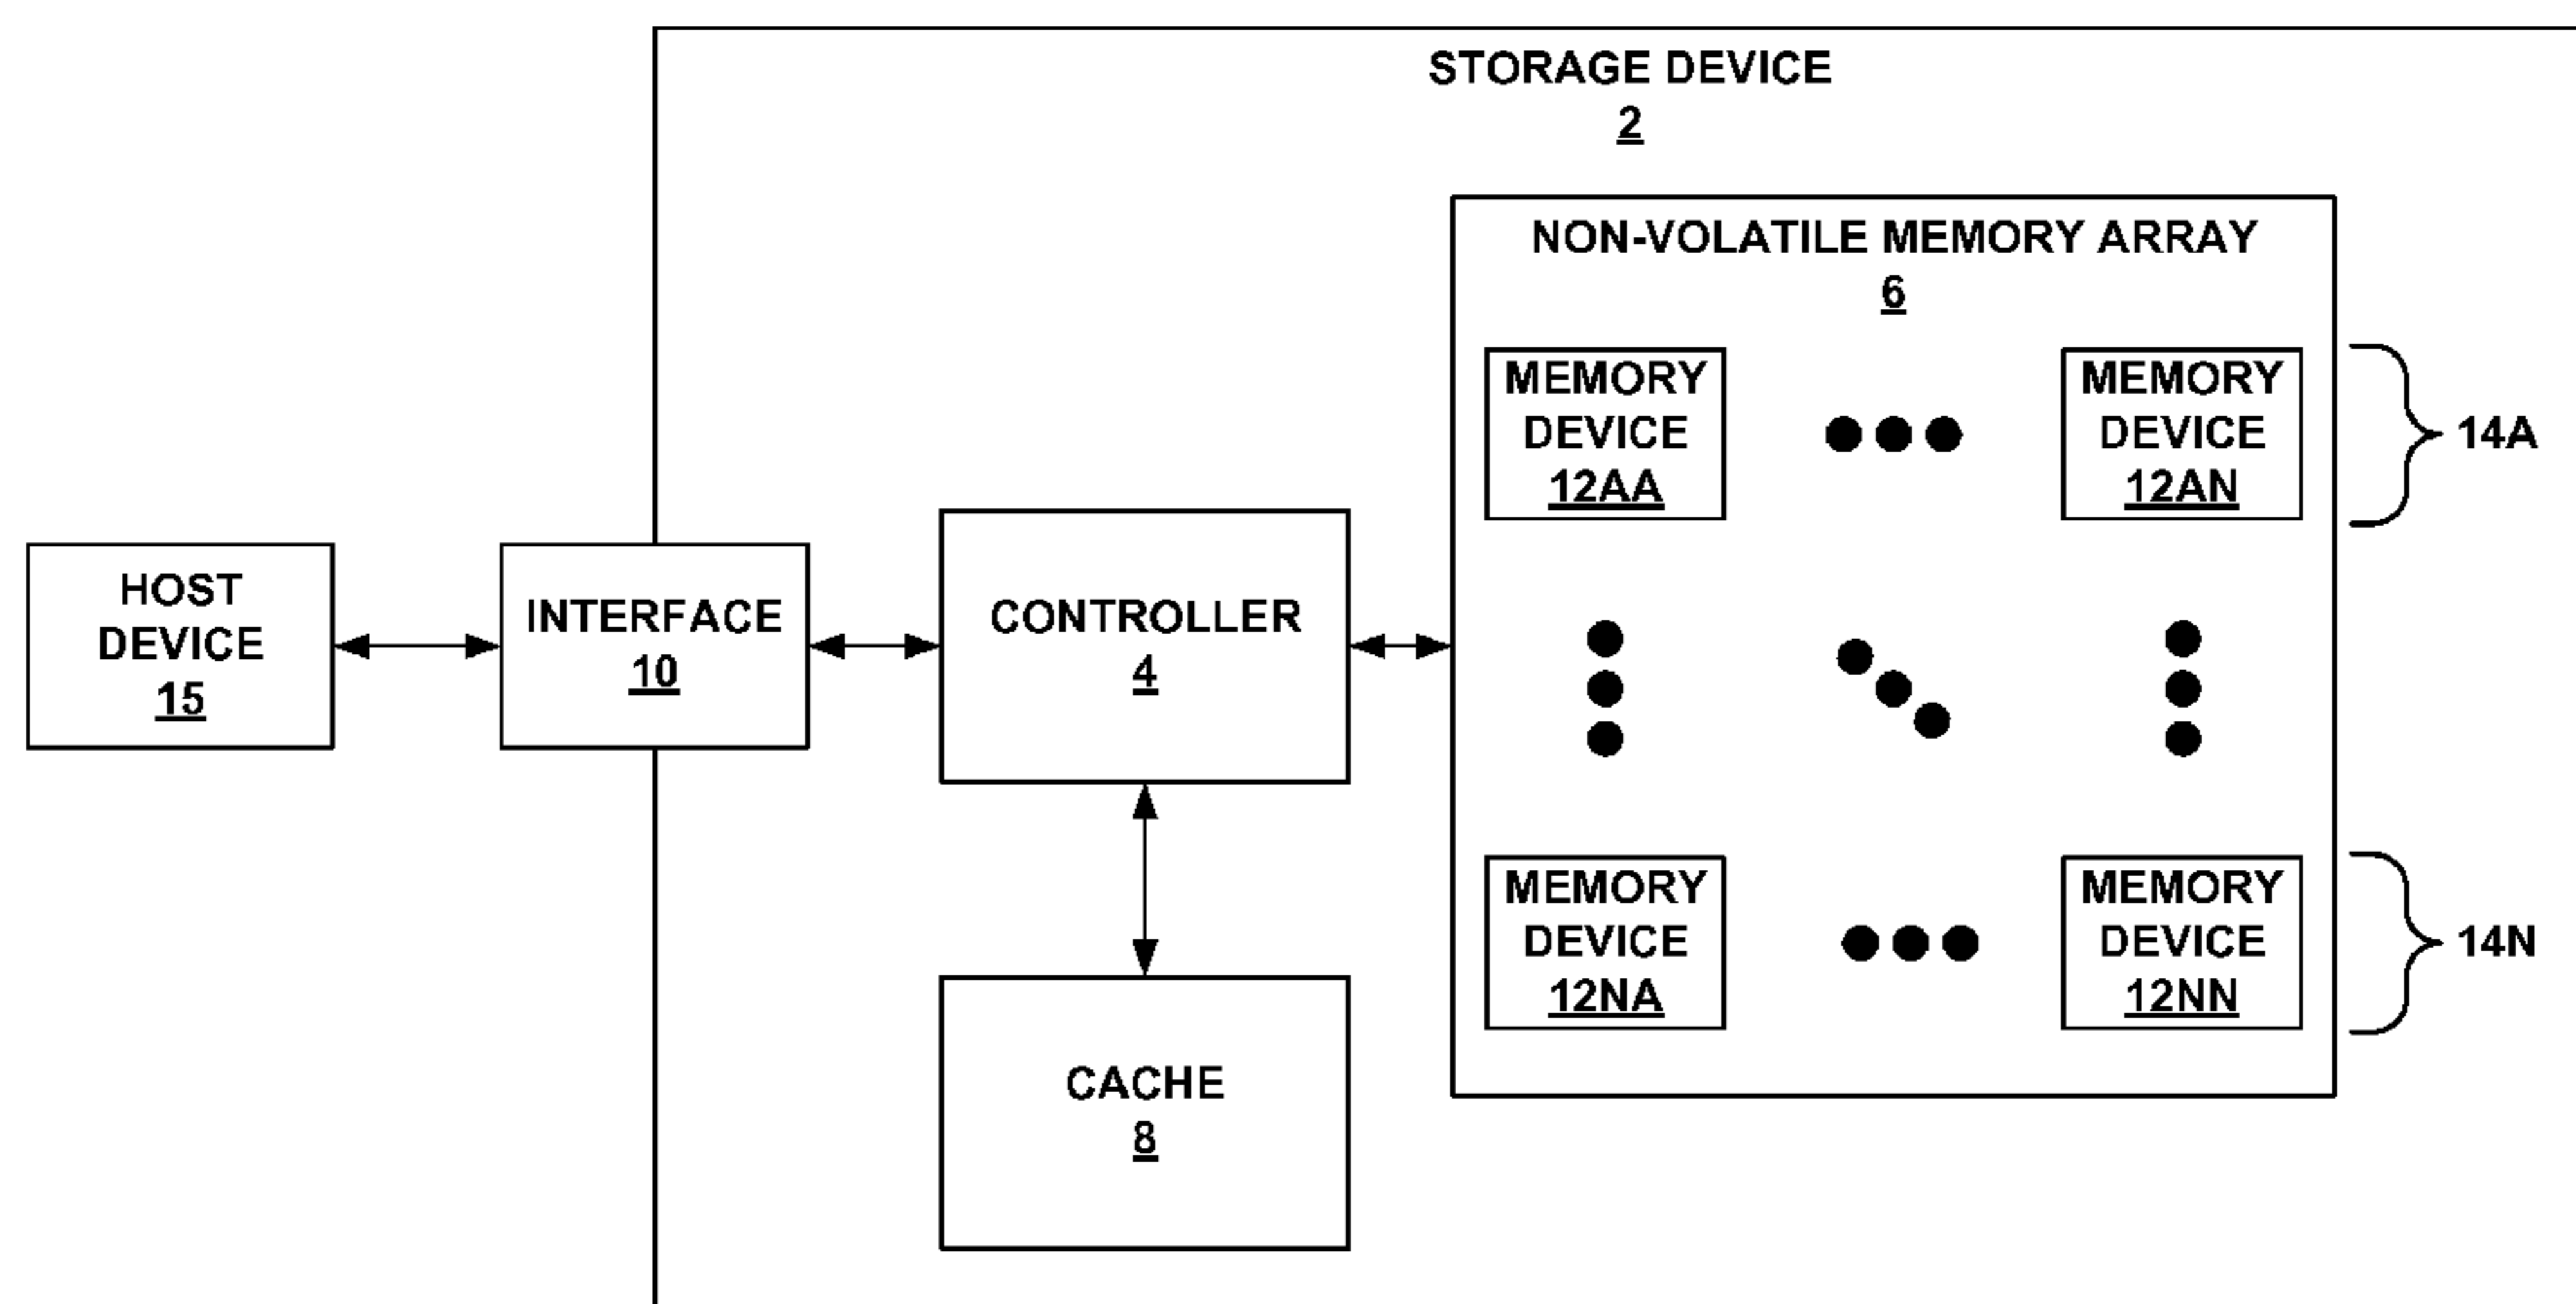 STORAGE DEVICE
2
NON-VOLATILE MEMORY ARRAY
6
MEMORY
DEVICE
12AA
MEMORY
DEVICE
12AN
14A
HOST
DEVICE
15
INTERFACE
10
CONTROLLER
4
MEMORY
DEVICE
12NA
MEMORY
DEVICE
12NN
14N
CACHE
8